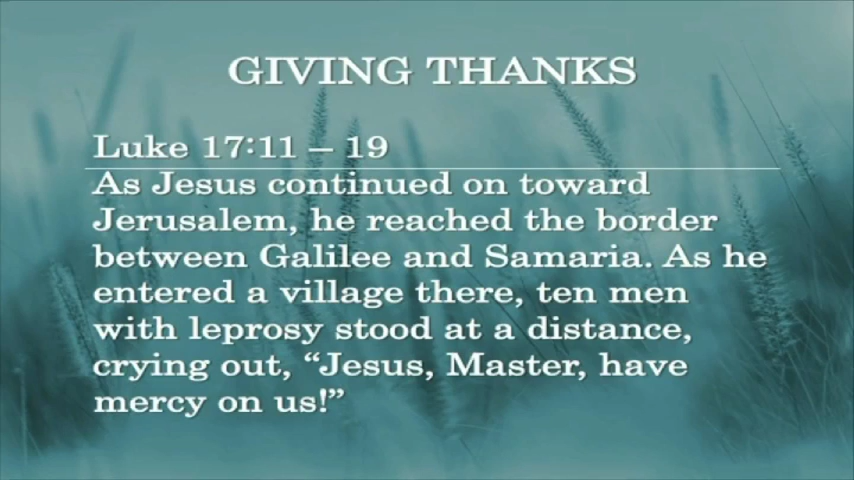 GIVING THANKS
Luke 17:11 – 19
As Jesus continued on toward
Jerusalem, he reached the border
between Galilee and Samaria. As he
entered a village there, ten men
with leprosy stood at a distance,
crying out, “Jesus, Master, have
mercy on us!”